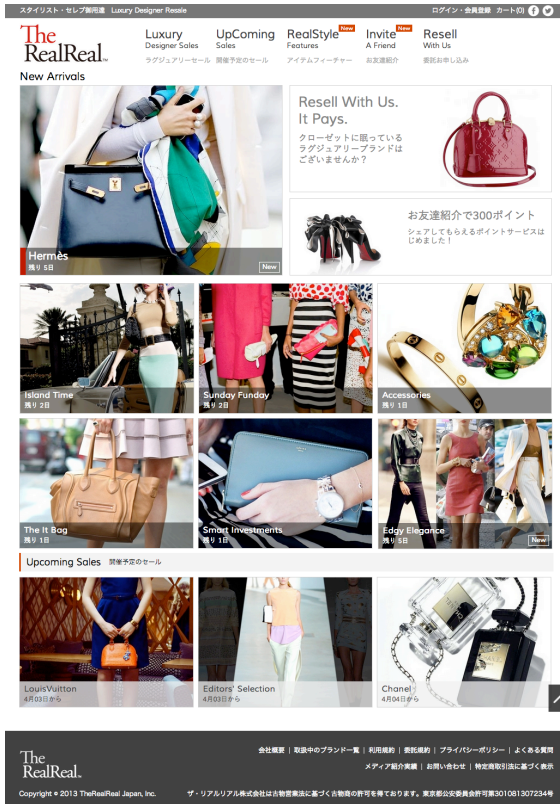 スタイリスト・セレブ御用達 Luxury Designer Resale
ログイン・会員登録 カート(0)
The
RealReal
Luxury
Designer Sales
ラグジュアリーセール
UpComing
Sales
開催予定のセール
RealStyle New
Features
アイテムフィーチャー
Invite New
A Friend
お友達紹介
Resell
With Us
委託お申し込み
New Arrivals
Hermès
残り 5日
New
Resell With Us.
It Pays.
クローゼットに眠っている
ラグジュアリーブランドは
ございませんか？
お友達紹介で300ポイント
シェアしてもらえるポイントサービスは
じめました！
Island Time
残り 2日
Sunday Funday
残り 2日
Accessories
残り 1日
The It Bag
残り 1日
Smart Investments
残り 1日
Edgy Elegance
残り 5日
New
Upcoming Sales 開催予定のセール
LouisVuitton
4月03日から
Editors' Selection
4月03日から
Chanel
4月04日から
The
RealReal
会社概要 | 取扱中のブランド一覧 | 利用規約 | 委託規約 | プライバシーポリシー | よくある質問
メディア紹介実績 | お問い合わせ | 特定商取引法に基づく表示
Copyright © 2013 TheRealReal Japan, Inc.
ザ・リアルリアル株式会社は古物営業法に基づく古物商の許可を得ております。東京都公安委員会許可第301081307234号